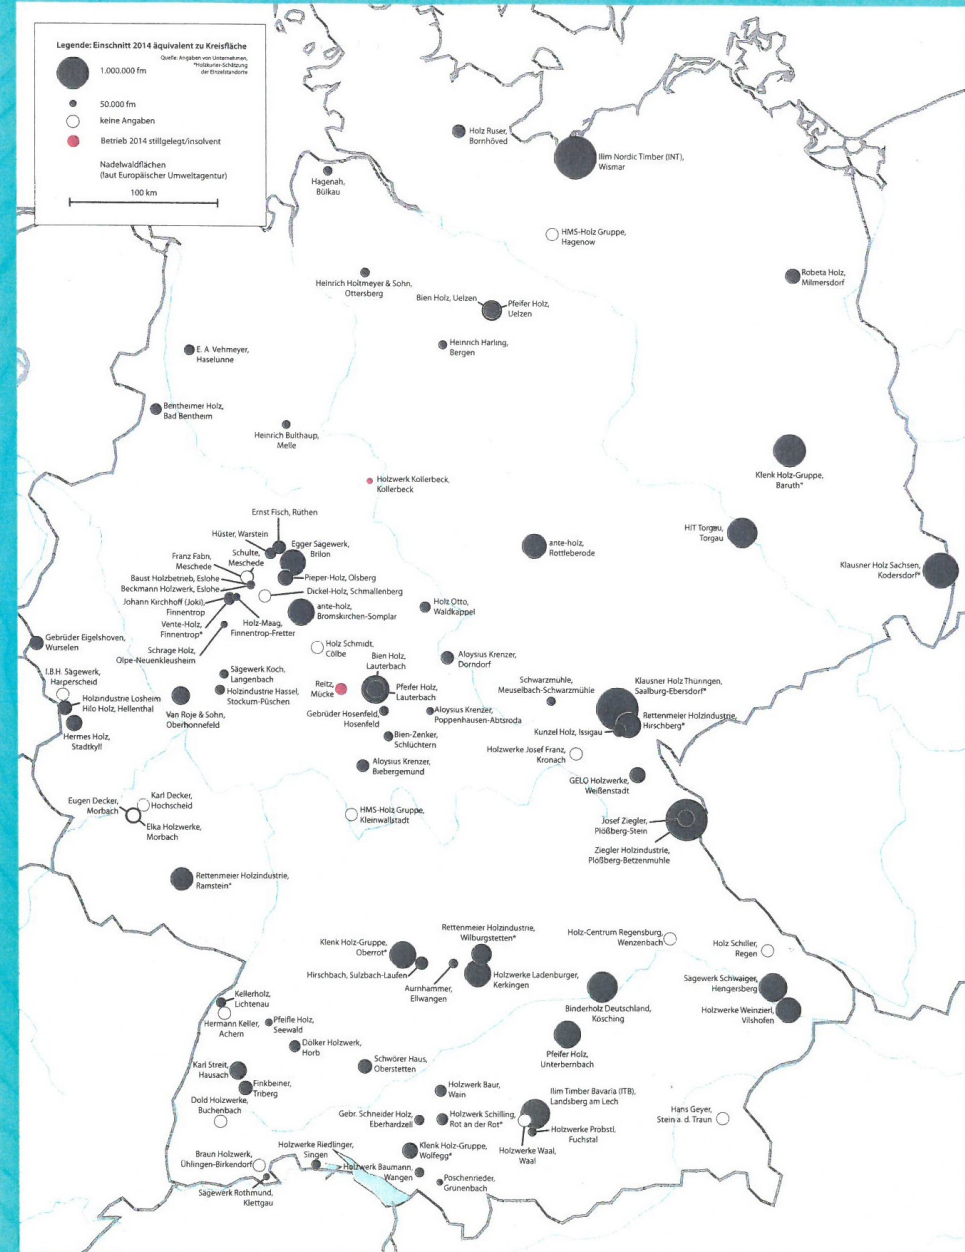 Legende: Einschnitt 2014 äquivalent zu Kreisfläche
Quelle: Angaben von Unternehmen,
*Holzkurier-Schätzung
der Einzelstandorte
1.000.000 fm
50.000 fm
keine Angaben
Betrieb 2014 stillgelegt/insolvent
Nadelwaldflächen
(laut Europäischer Umweltagentur)
100 km
Holz Ruser,
Bornhöved
Ilim Nordic Timber (INT),
Wismar
Hagenah,
Bülkau
HMS-Holz Gruppe,
Hagenow
Heinrich Holtmeyer & Sohn,
Ottersberg
Robeta Holz,
Milmersdorf
Bien Holz, Uelzen
Pfeifer Holz,
Uelzen
Heinrich Harling,
Bergen
E. A. Vehmeyer,
Haselunne
Bentheimer Holz,
Bad Bentheim
Heinrich Bulthaup,
Melle
Klenk Holz-Gruppe,
Baruth*
Holzwerk Kollerbeck,
Kollerbeck
Ernst Fisch, Rüthen
Hüster, Warstein
Egger Sägewerk,
Brilon
HIT Torgau,
Torgau
ante-holz,
Rottleberode
Franz Fabri,
Meschede
Schulte,
Meschede
Klausner Holz Sachsen,
Kodersdorf*
Baust Holzbetrieb, Eslohe
Pieper-Holz, Olsberg
Beckmann Holzwerk, Eslohe
Dickel-Holz, Schmallenberg
Johann Kirchhoff (Joki),
Finnentrop
ante-holz,
Bromskirchen-Somplar
Holz Otto,
Waldkappel
Vente-Holz,
Finnentrop*
Holz-Maag,
Finnentrop-Fretter
Gebrüder Eigelshoven,
Wurselen
Schrage Holz,
Olpe-Neuenkleusheim
Holz Schmidt,
Cölbe
Bien Holz,
Lauterbach
Aloysius Krenzer,
Dorndorf
I.B.H. Sägewerk,
Harperscheid
Sägewerk Koch,
Langenbach
Reitz,
Mücke
Pfeifer Holz,
Lauterbach
Schwarzmuhle,
Meuselbach-Schwarzmühle
Klausner Holz Thüringen,
Saalburg-Ebersdorf*
Holzindustrie Losheim
Hilo Holz, Hellenthal
Van Roje & Sohn,
Oberhonnefeld
Holzindustrie Hassel,
Stockum-Püschen
Gebrüder Hosenfeld,
Hosenfeld
Aloysius Krenzer,
Poppenhausen-Abtsroda
Rettenmeier Holzindustrie,
Hirschberg*
Hermes Holz,
Stadtkyll
Bien-Zenker,
Schlüchtern
Kunzel Holz, Issigau
Holzwerke Josef Franz,
Kronach
Aloysius Krenzer,
Biebergemund
GELO Holzwerke,
Weißenstadt
Eugen Decker,
Morbach
Karl Decker,
Hochscheid
Elka Holzwerke,
Morbach
HMS-Holz Gruppe,
Kleinwallstadt
Josef Ziegler,
Plößberg-Stein
Ziegler Holzindustrie,
Plößberg-Betzenmuhle
Rettenmeier Holzindustrie,
Ramstein*
Klenk Holz-Gruppe,
Oberrot*
Rettenmeier Holzindustrie,
Wilburgstetten*
Holz-Centrum Regensburg,
Wenzenbach
Holz Schiller,
Regen
Hirschbach, Sulzbach-Laufen
Aurnhammer,
Ellwangen
Holzwerke Ladenburger,
Kerkingen
Sägewerk Schwaiger,
Hengersberg
Kellerholz,
Lichtenau
Binderholz Deutschland,
Kösching
Holzwerke Weinzierl,
Vilshofen
Hermann Keller,
Achern
Pfeifle Holz,
Seewald
Dölker Holzwerk,
Horb
Pfeifer Holz,
Unterbernbach
Karl Streit,
Hausach
Schwörer Haus,
Oberstetten
Finkbeiner,
Triberg
Holzwerk Baur,
Wain
Ilim Timber Bavaria (ITB),
Landsberg am Lech
Dold Holzwerke,
Buchenbach
Gebr. Schneider Holz,
Eberhardzell
Holzwerk Schilling,
Rot an der Rot*
Hans Geyer,
Stein a. d. Traun
Holzwerke Pröbstl,
Fuchstal
Holzwerke Waal,
Waal
Braun Holzwerk,
Ühlingen-Birkendorf
Holzwerke Riedlinger,
Singen
Klenk Holz-Gruppe,
Wolfegg*
Holzwerk Baumann,
Wangen
Sägewerk Rothmund,
Klettgau
Poschenrieder,
Grunenbach